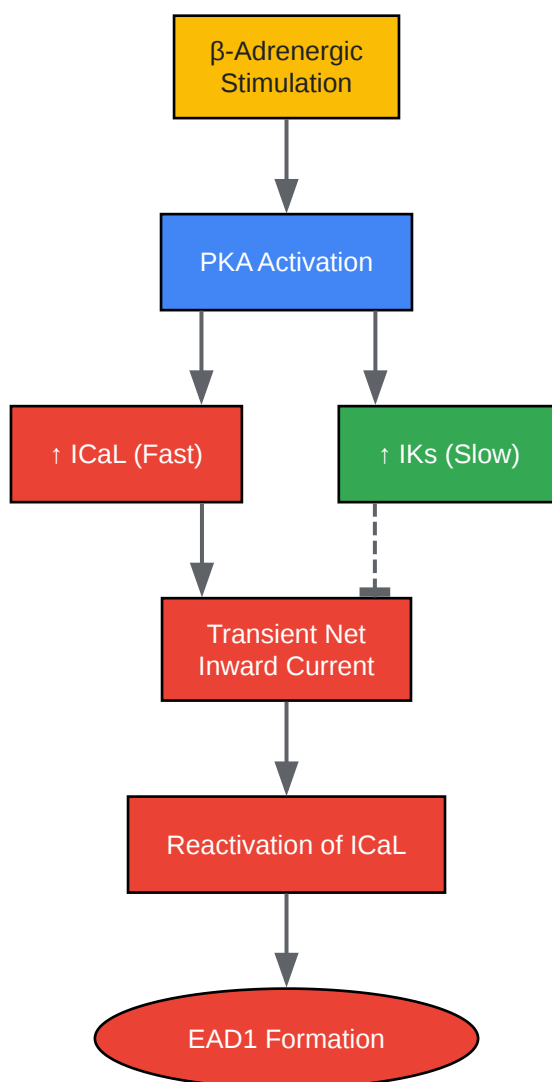 β-Adrenergic
Stimulation
PKA Activation
↑ ICaL (Fast)
↑ IKs (Slow)
Transient Net
Inward Current
Reactivation of ICaL
EAD1 Formation